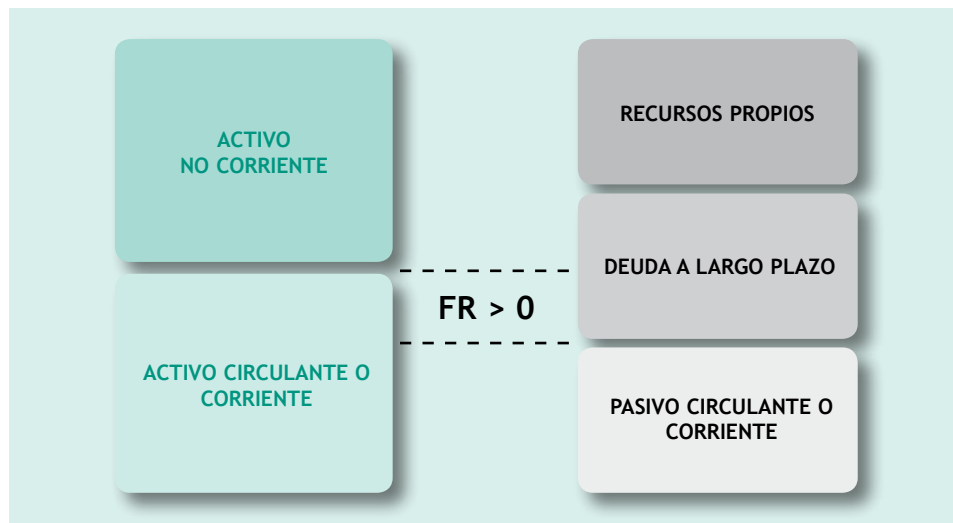 ACTIVO
NO CORRIENTE
ACTIVO CIRCULANTE O
CORRIENTE
FR > 0
RECURSOS PROPIOS
DEUDA A LARGO PLAZO
PASIVO CIRCULANTE O
CORRIENTE